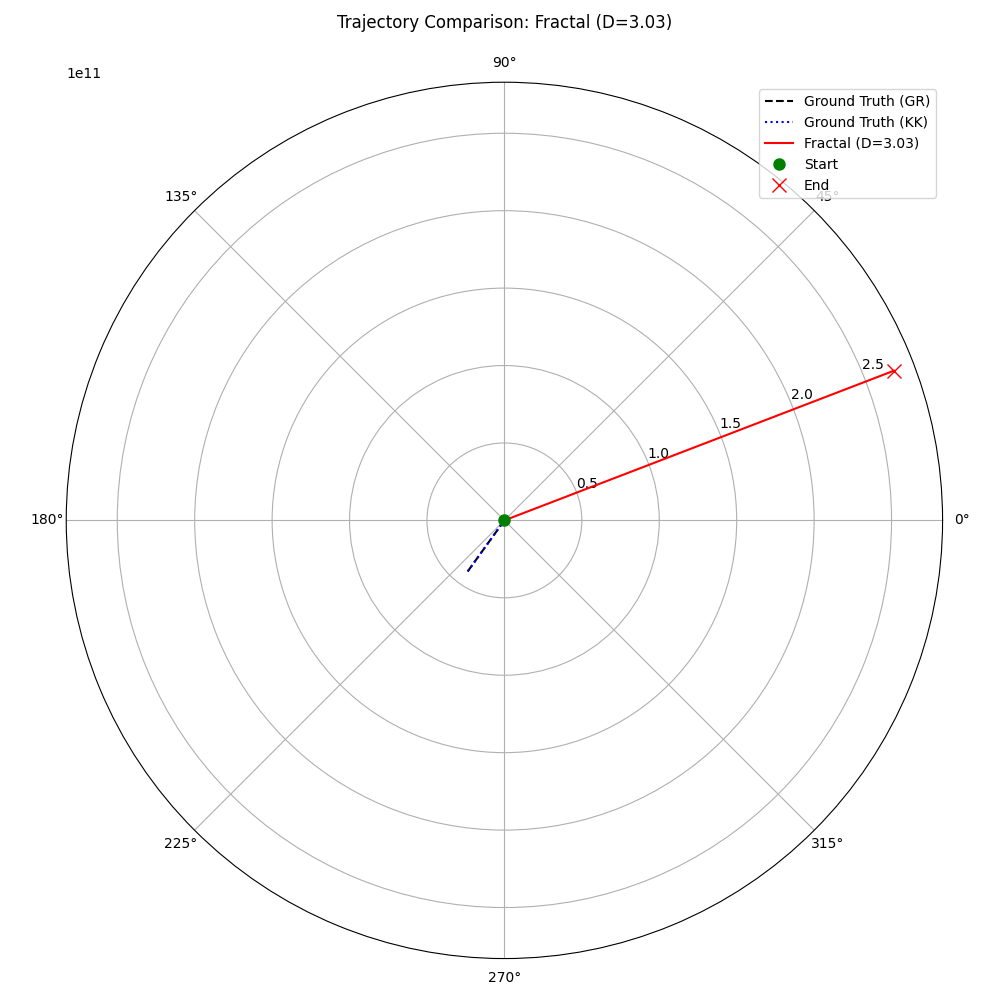 Trajectory Comparison: Fractal (D=3.03)
90°
1e11
Ground Truth (GR)
Ground Truth (KK)
Fractal (D=3.03)
Start
End
135°
45°
2.5
2.0
1.5
1.0
0.5
180°
0°
225°
315°
270°